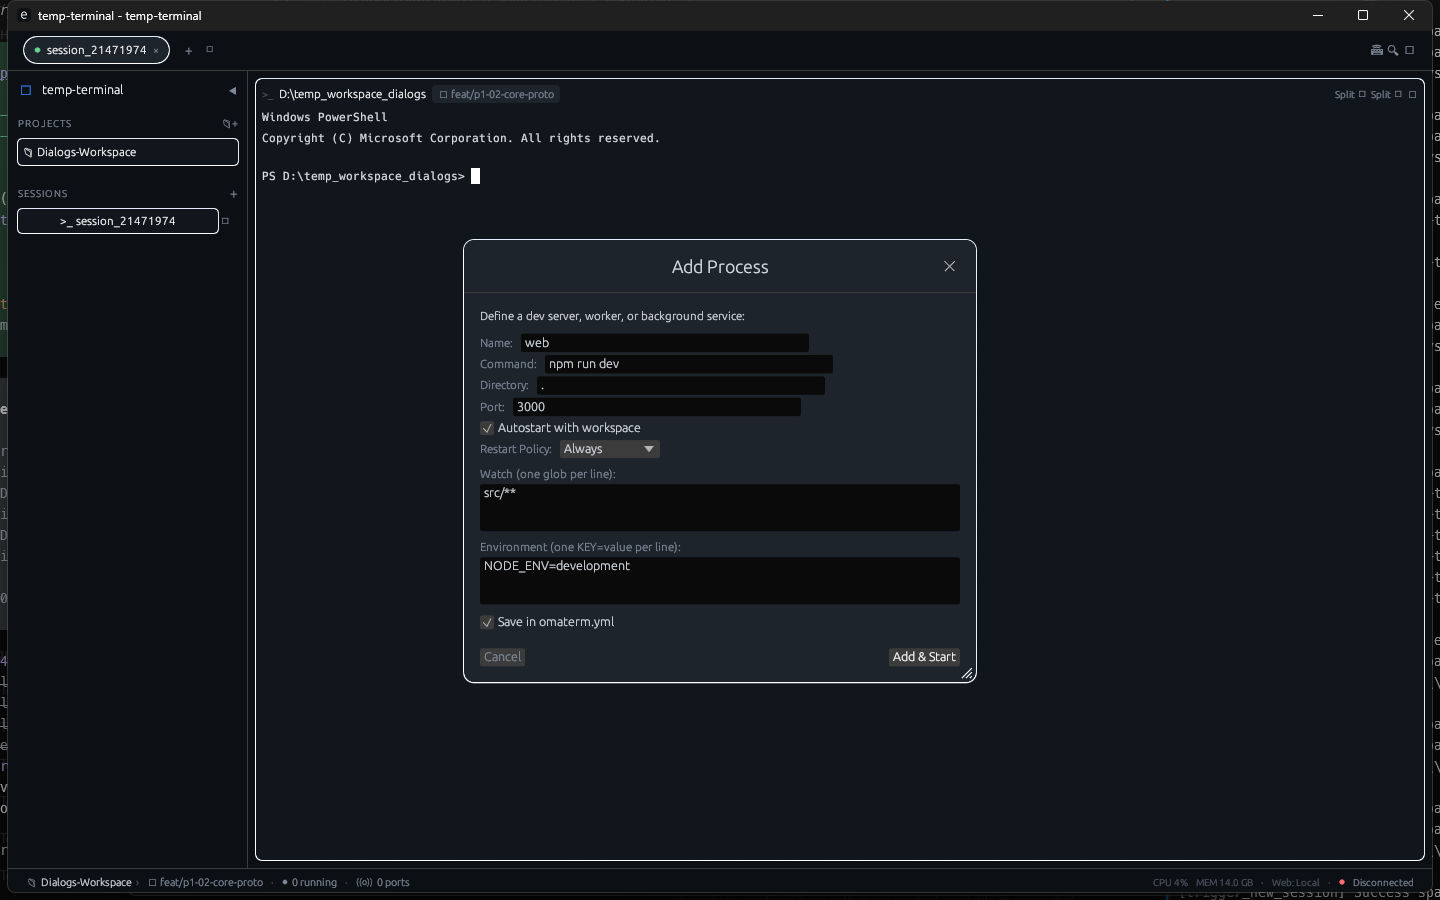 temp-terminal - temp-terminal
session_21471974 ×
+
temp-terminal
PROJECTS
Dialogs-Workspace
SESSIONS +
>_ session_21471974
>_ D:\temp_workspace_dialogs feat/p1-02-core-proto Split Split
Windows PowerShell
Copyright (C) Microsoft Corporation. All rights reserved.
PS D:\temp_workspace_dialogs>
Add Process
Define a dev server, worker, or background service:
Name: web
Command: npm run dev
Directory: .
Port: 3000
Autostart with workspace
Restart Policy: Always
Watch (one glob per line):
src/**
Environment (one KEY=value per line):
NODE_ENV=development
Save in omaterm.yml
Cancel Add & Start
Dialogs-Workspace › feat/p1-02-core-proto · 0 running · ((o)) 0 ports CPU 4% MEM 14.0 GB · Web: Local · Disconnected